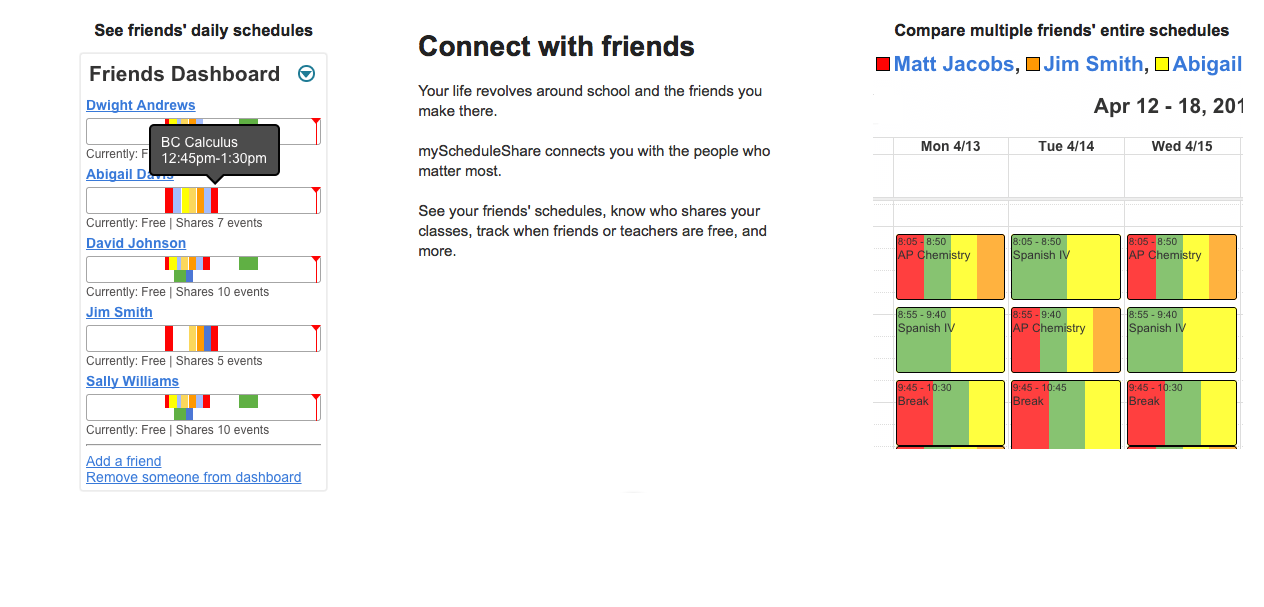 See friends' daily schedules
Friends Dashboard
Dwight Andrews
BC Calculus
12:45pm-1:30pm
Currently: F
Abigail Davis
Currently: Free | Shares 7 events
David Johnson
Currently: Free | Shares 10 events
Jim Smith
Currently: Free | Shares 5 events
Sally Williams
Currently: Free | Shares 10 events
Add a friend
Remove someone from dashboard
Connect with friends
Your life revolves around school and the friends you
make there.
myScheduleShare connects you with the people who
matter most.
See your friends' schedules, know who shares your
classes, track when friends or teachers are free, and
more.
Compare multiple friends' entire schedules
Matt Jacobs, Jim Smith, Abigail
Apr 12 - 18, 201
Mon 4/13 Tue 4/14 Wed 4/15
8:05 - 8:50 8:05 - 8:50 8:05 - 8:50
AP Chemistry Spanish IV AP Chemistry
8:55 - 9:40 8:55 - 9:40 8:55 - 9:40
Spanish IV AP Chemistry Spanish IV
9:45 - 10:30 9:45 - 10:45 9:45 - 10:30
Break Break Break